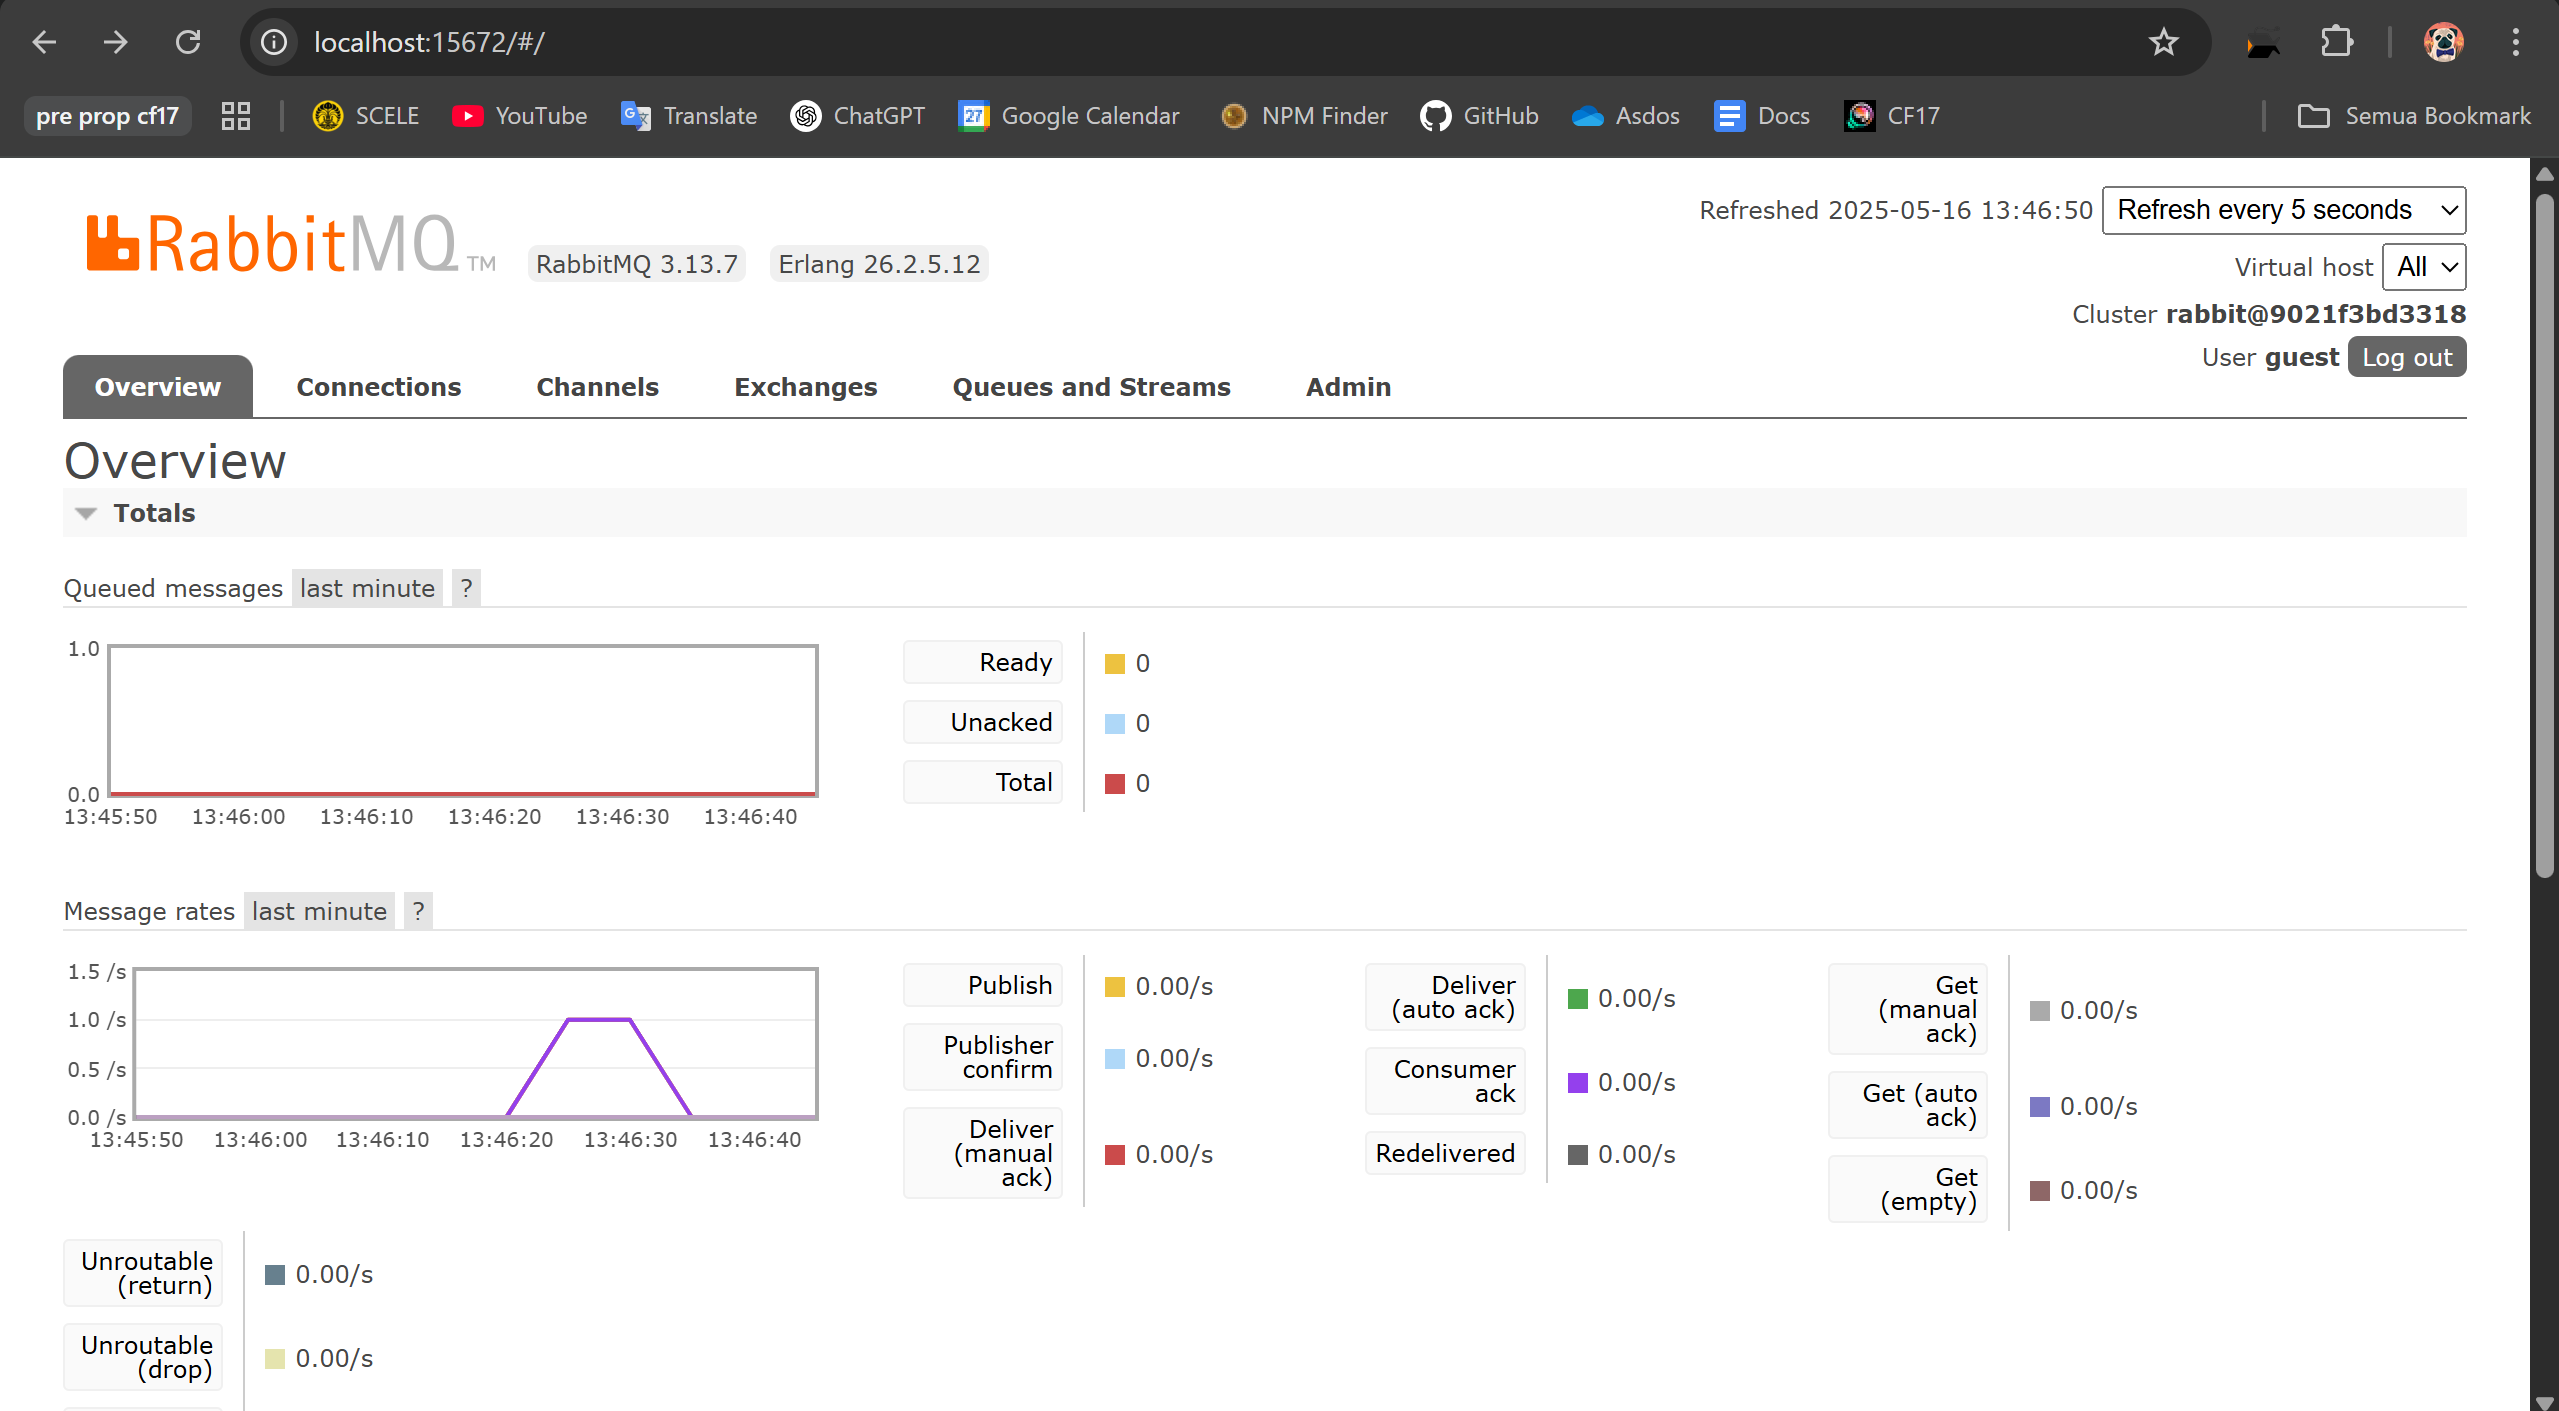 localhost:15672/#/
pre prop cf17 SCELE YouTube Translate ChatGPT 27 Google Calendar NPM Finder GitHub Asdos Docs CF17 Semua Bookmark
RabbitMQ TM RabbitMQ 3.13.7 Erlang 26.2.5.12
Refreshed 2025-05-16 13:46:50 Refresh every 5 seconds
Virtual host All
Cluster rabbit@9021f3bd3318
User guest Log out
Overview Connections Channels Exchanges Queues and Streams Admin
Overview
Totals
Queued messages last minute ?
1.0
0.0
13:45:50 13:46:00 13:46:10 13:46:20 13:46:30 13:46:40
Ready 0
Unacked 0
Total 0
Message rates last minute ?
1.5 /s
1.0 /s
0.5 /s
0.0 /s
13:45:50 13:46:00 13:46:10 13:46:20 13:46:30 13:46:40
Publish 0.00/s
Publisher
confirm 0.00/s
Deliver
(manual
ack) 0.00/s
Deliver
(auto ack) 0.00/s
Consumer
ack 0.00/s
Redelivered 0.00/s
Get
(manual
ack) 0.00/s
Get (auto
ack) 0.00/s
Get
(empty) 0.00/s
Unroutable
(return) 0.00/s
Unroutable
(drop) 0.00/s